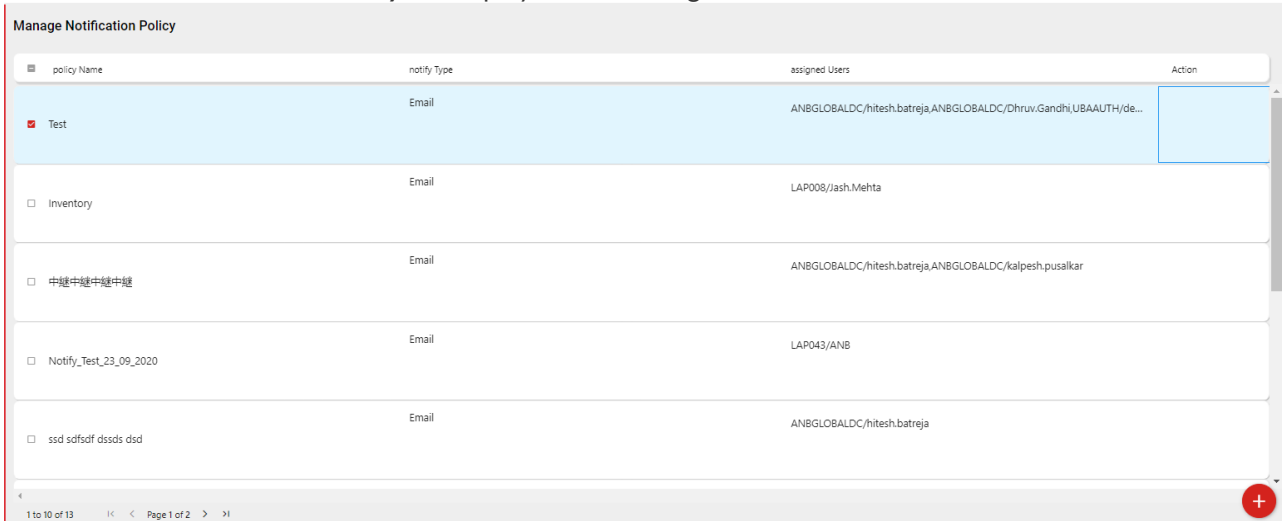 Manage Notification Policy
policy Name notify Type assigned Users Action
Test Email ANBGLOBALDC/hitesh.batreja,ANBGLOBALDC/Dhruv.Gandhi,UBAAUTH/de...
Inventory Email LAP008/Jash.Mehta
中継中継中継中継 Email ANBGLOBALDC/hitesh.batreja,ANBGLOBALDC/kalpesh.pusalkar
Notify_Test_23_09_2020 Email LAP043/ANB
ssd sdfsdf dssds dsd Email ANBGLOBALDC/hitesh.batreja
1 to 10 of 13 Page 1 of 2